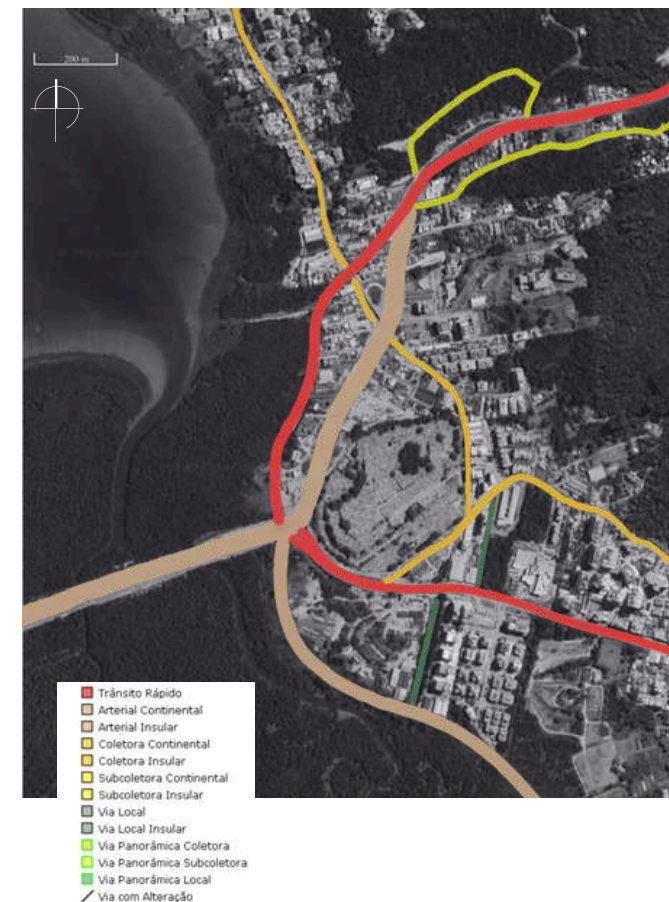 200 m
Trânsito Rápido
Arterial Continental
Arterial Insular
Coletora Continental
Coletora Insular
Subcoletora Continental
Subcoletora Insular
Via Local
Via Local Insular
Via Panorâmica Coletora
Via Panorâmica Subcoletora
Via Panorâmica Local
Via com Alteração